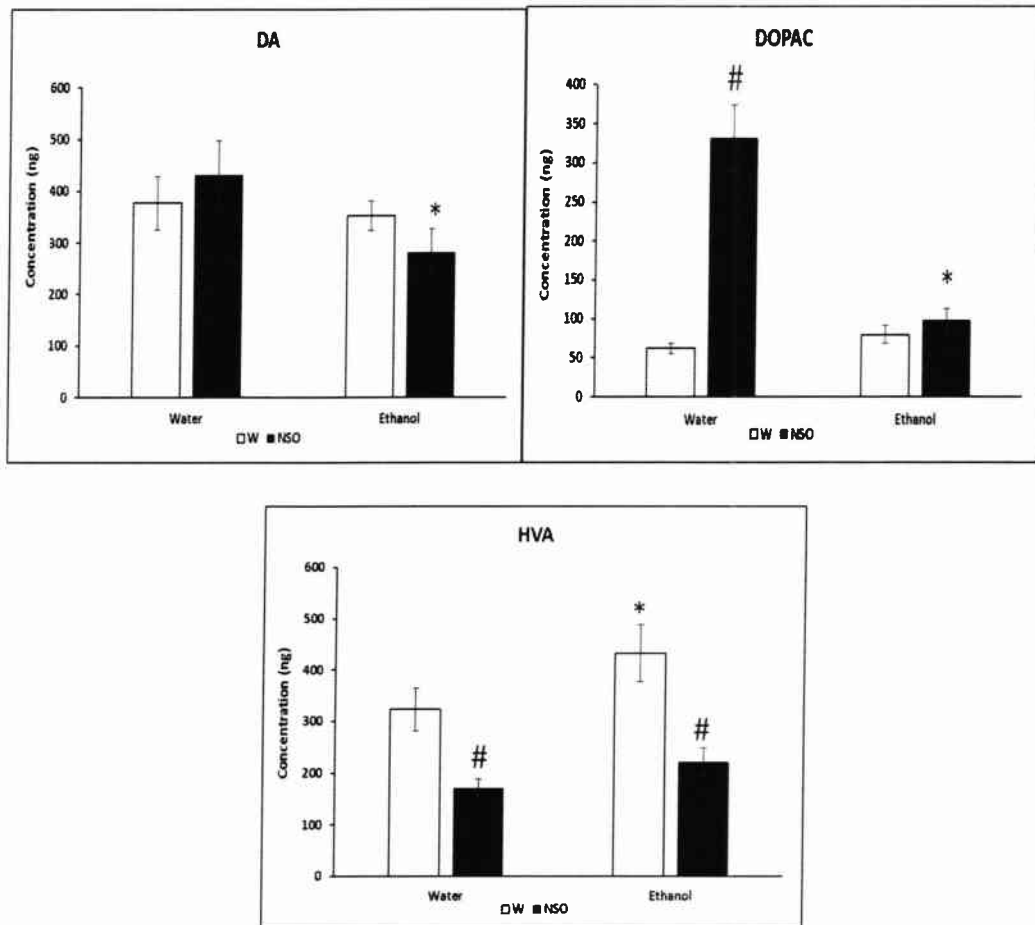 DA
Concentration (ng)
600
500
400
300
200
100
0
*
Water
Ethanol
W NSO
DOPAC
Concentration (ng)
400
350
300
250
200
150
100
50
0
#
*
Water
Ethanol
W NSO
HVA
Concentration (ng)
600
500
400
300
200
100
0
#
*
#
Water
Ethanol
W NSO